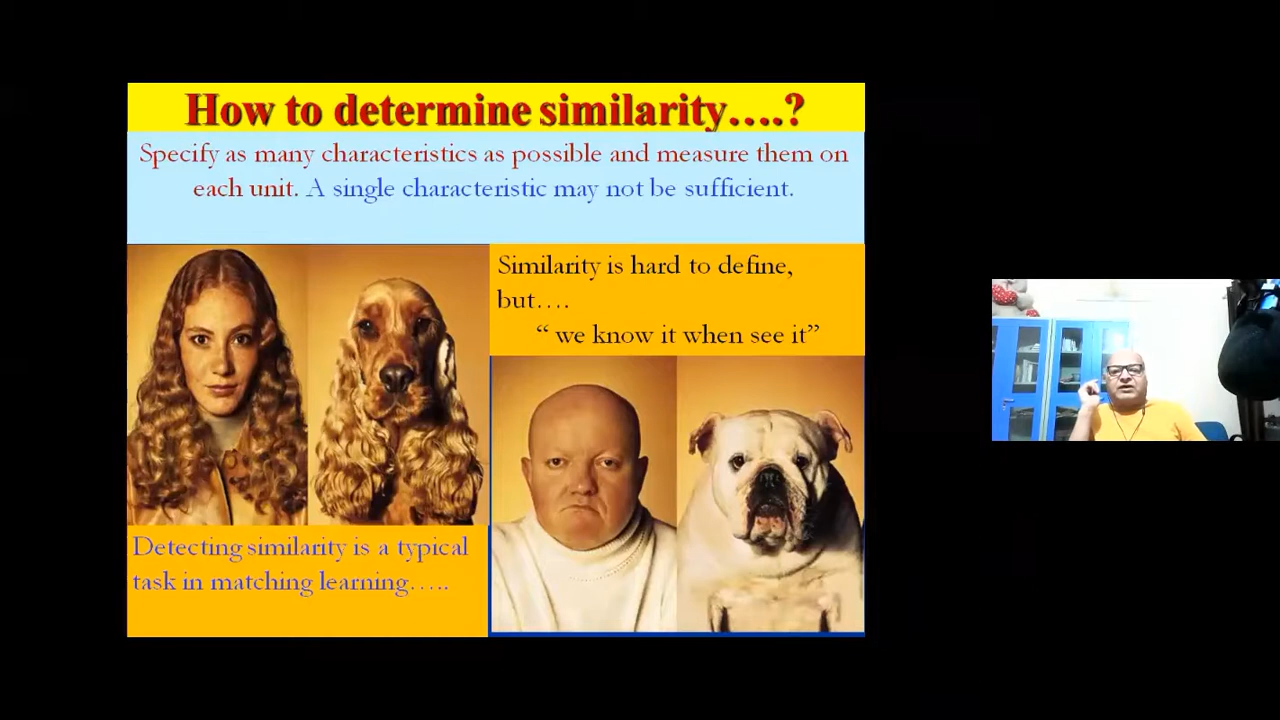 How to determine similarity….?
Specify as many characteristics as possible and measure them on
each unit. A single characteristic may not be sufficient.
Similarity is hard to define,
but….
“ we know it when see it”
Detecting similarity is a typical
task in matching learning…..